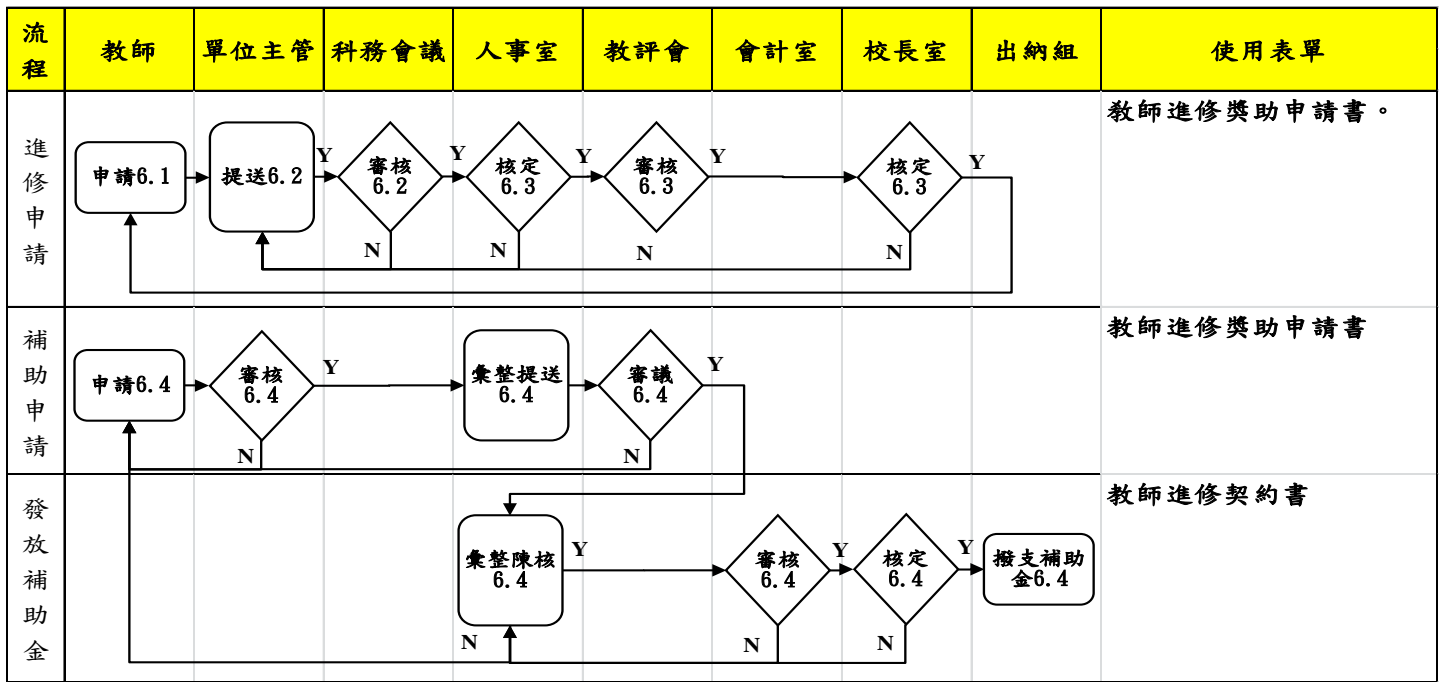 流程 教師 單位主管 科務會議 人事室 教評會 會計室 校長室 出納組 使用表單
進修申請
教師進修獎助申請書。
申請6.1
提送6.2
Y
審核
6.2
Y
核定
6.3
Y
審核
6.3
Y
核定
6.3
Y
N
N
N
N
補助申請
教師進修獎助申請書
申請6.4
審核
6.4
Y
彙整提送
6.4
審議
6.4
Y
N
N
發放補助金
教師進修契約書
彙整陳核
6.4
Y
審核
6.4
Y
核定
6.4
Y
撥支補助
金6.4
N
N
N